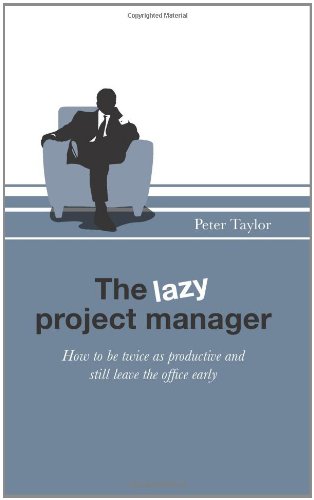 Copyrighted Material
Peter Taylor
The lazy
project manager
How to be twice as productive and
still leave the office early